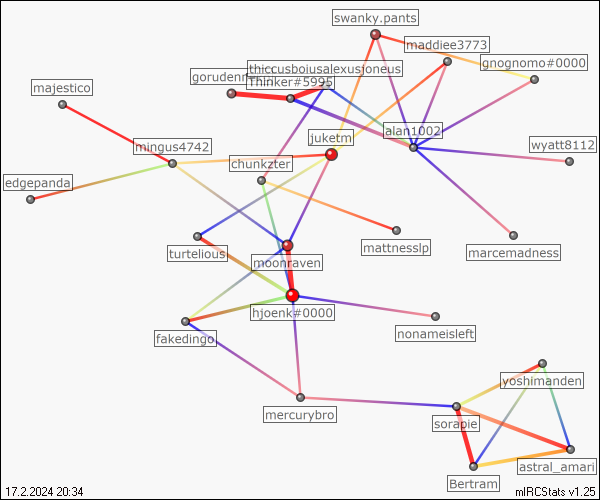 swanky.pants
maddiee3773
gnognomo#0000
thiccusboiusalexusjoneus
Thinker#5995
majestico
alan1002
juketm
mingus4742
wyatt8112
chunkzter
edgepanda
mattnesslp
marcemadness
turtelious
moonraven
hjoenk#0000
nonameisleft
fakedingo
yoshimanden
mercurybro
sorapie
astral_amari
Bertram
17.2.2024 20:34
mIRCStats v1.25